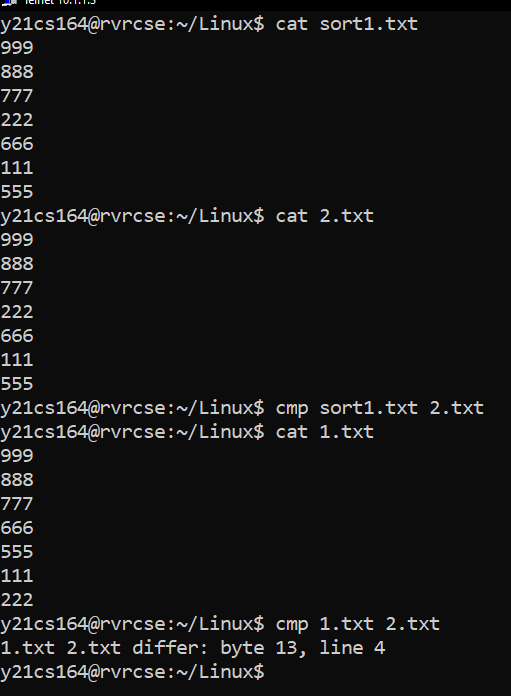 Telnet 10.1.1.3
y21cs164@rvrcse:~/Linux$ cat sort1.txt
999
888
777
222
666
111
555
y21cs164@rvrcse:~/Linux$ cat 2.txt
999
888
777
222
666
111
555
y21cs164@rvrcse:~/Linux$ cmp sort1.txt 2.txt
y21cs164@rvrcse:~/Linux$ cat 1.txt
999
888
777
666
555
111
222
y21cs164@rvrcse:~/Linux$ cmp 1.txt 2.txt
1.txt 2.txt differ: byte 13, line 4
y21cs164@rvrcse:~/Linux$